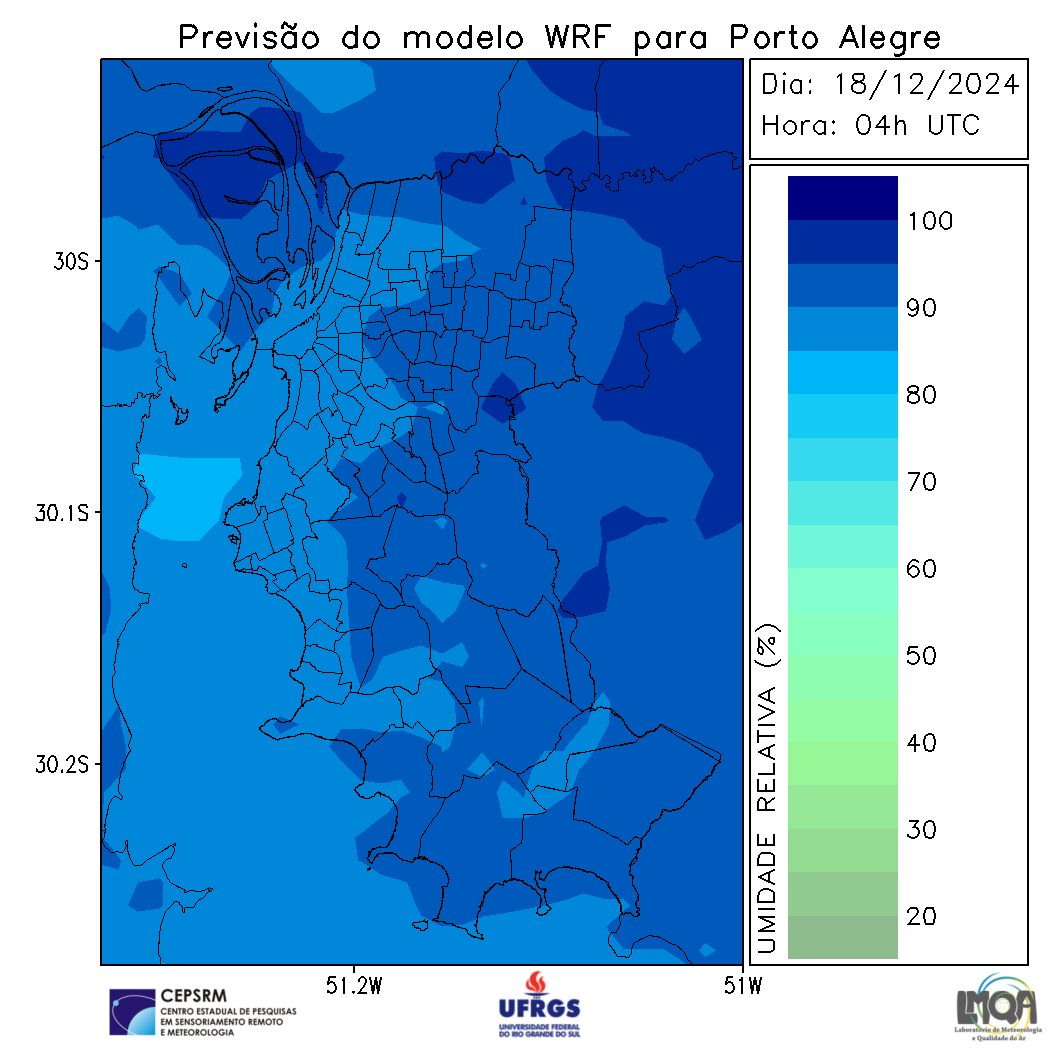 Previsão do modelo WRF para Porto Alegre
Dia: 18/12/2024
Hora: 04h UTC
100
90
80
70
60
50
40
30
20
UMIDADE RELATIVA (%)
30S
30.1S
30.2S
51.2W
51W
CEPSRM
CENTRO ESTADUAL DE PESQUISAS
EM SENSORIAMENTO REMOTO
E METEOROLOGIA
UFRGS
UNIVERSIDADE FEDERAL
DO RIO GRANDE DO SUL
LMQA
Laboratório de Meteorologia
e Qualidade do Ar